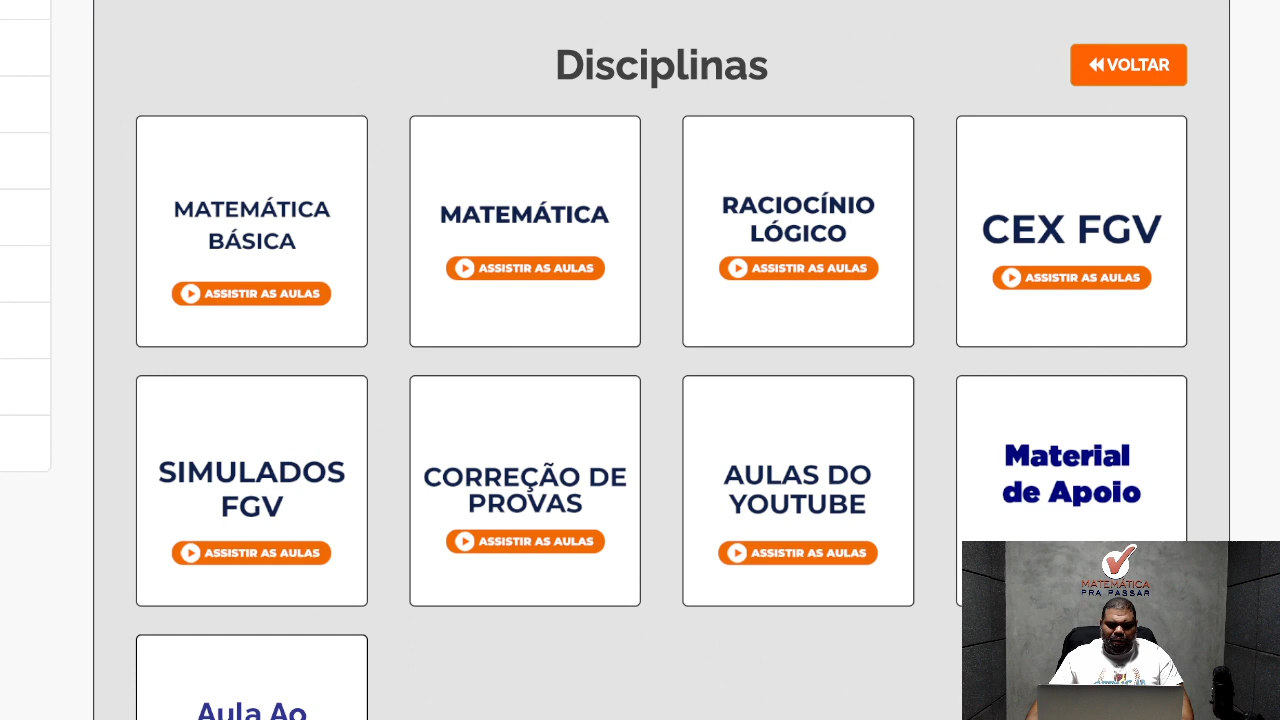 Disciplinas
VOLTAR
MATEMÁTICA
BÁSICA
ASSISTIR AS AULAS
MATEMÁTICA
ASSISTIR AS AULAS
RACIOCÍNIO
LÓGICO
ASSISTIR AS AULAS
CEX FGV
ASSISTIR AS AULAS
SIMULADOS
FGV
ASSISTIR AS AULAS
CORREÇÃO DE
PROVAS
ASSISTIR AS AULAS
AULAS DO
YOUTUBE
ASSISTIR AS AULAS
Material
de Apoio
MATEMÁTICA
PRA PASSAR
Aula Ao